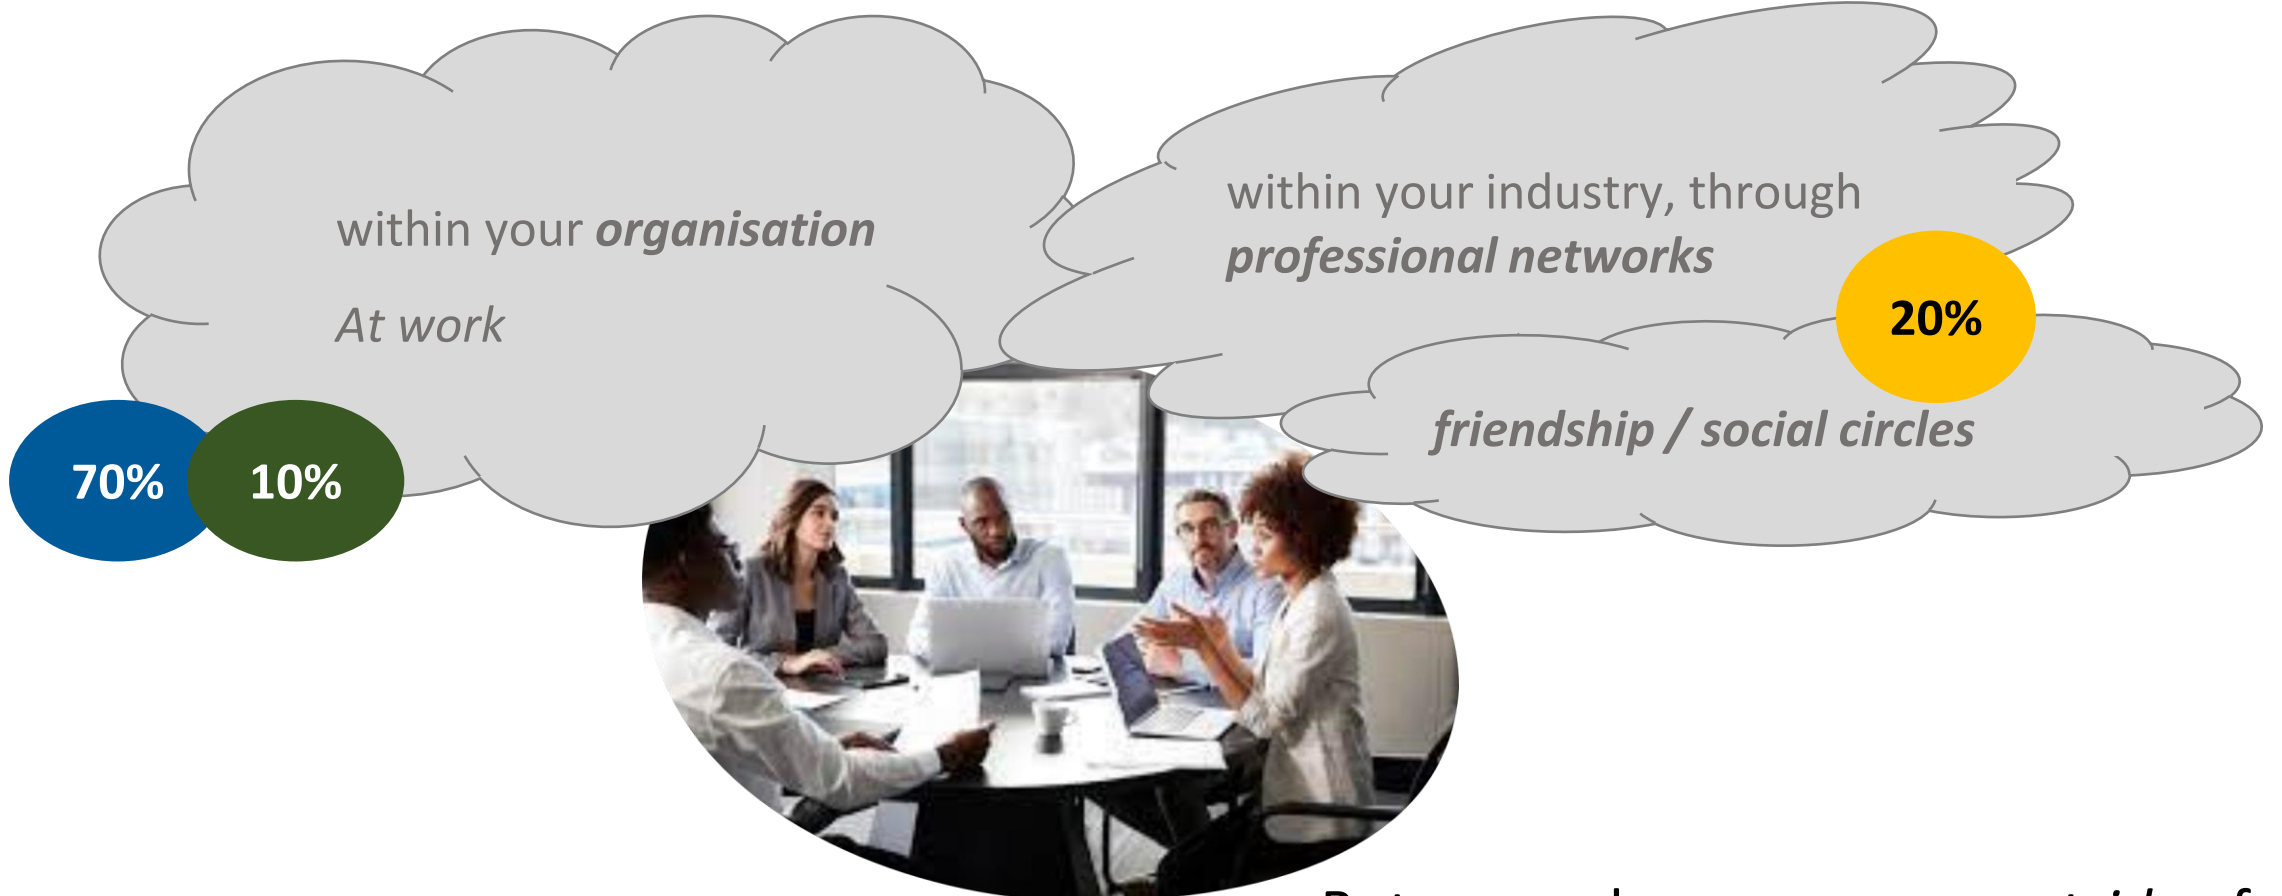 within your organisation
At work
70%
10%
within your industry, through
professional networks
20%
friendship / social circles